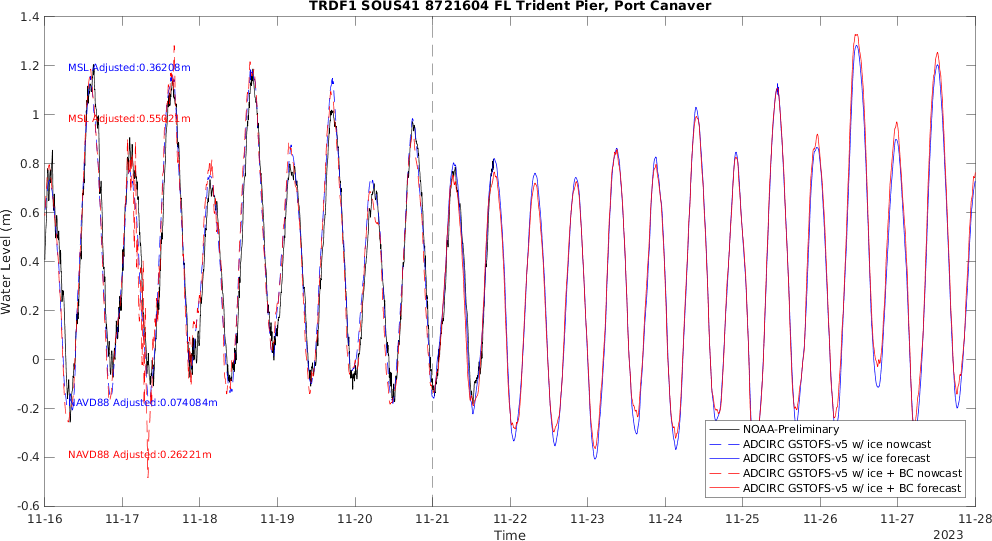 TRDF1 SOUS41 8721604 FL Trident Pier, Port Canaver
1.4
1.2
1
0.8
0.6
0.4
0.2
0
-0.2
-0.4
-0.6
Water Level (m)
MSL Adjusted:0.36208m
MSL Adjusted:0.55621m
NAVD88 Adjusted:0.074084m
NAVD88 Adjusted:0.26221m
NOAA-Preliminary
ADCIRC GSTOFS-v5 w/ ice nowcast
ADCIRC GSTOFS-v5 w/ ice forecast
ADCIRC GSTOFS-v5 w/ ice + BC nowcast
ADCIRC GSTOFS-v5 w/ ice + BC forecast
11-16 11-17 11-18 11-19 11-20 11-21 11-22 11-23 11-24 11-25 11-26 11-27 11-28
Time
2023